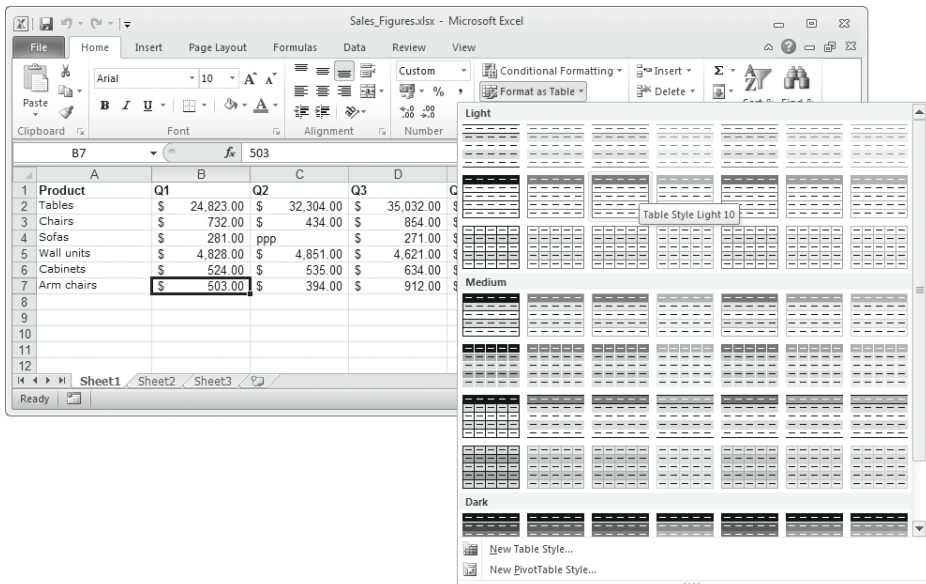 Sales_Figures.xlsx - Microsoft Excel
File Home Insert Page Layout Formulas Data Review View
Arial 10 Custom Conditional Formatting Insert Σ
Paste B I U A $ % , Format as Table Delete
Clipboard Font Alignment Number
B7 fx 503
A B C D
1 Product Q1 Q2 Q3
2 Tables $ 24,823.00 $ 32,304.00 $ 35,032.00
3 Chairs $ 732.00 $ 434.00 $ 854.00
4 Sofas $ 281.00 ppp $ 271.00
5 Wall units $ 4,828.00 $ 4,851.00 $ 4,621.00
6 Cabinets $ 524.00 $ 535.00 $ 634.00
7 Arm chairs $ 503.00 $ 394.00 $ 912.00
8
9
10
11
12
Sheet1 Sheet2 Sheet3
Ready
Light
Table Style Light 10
Medium
Dark
New Table Style...
New PivotTable Style...